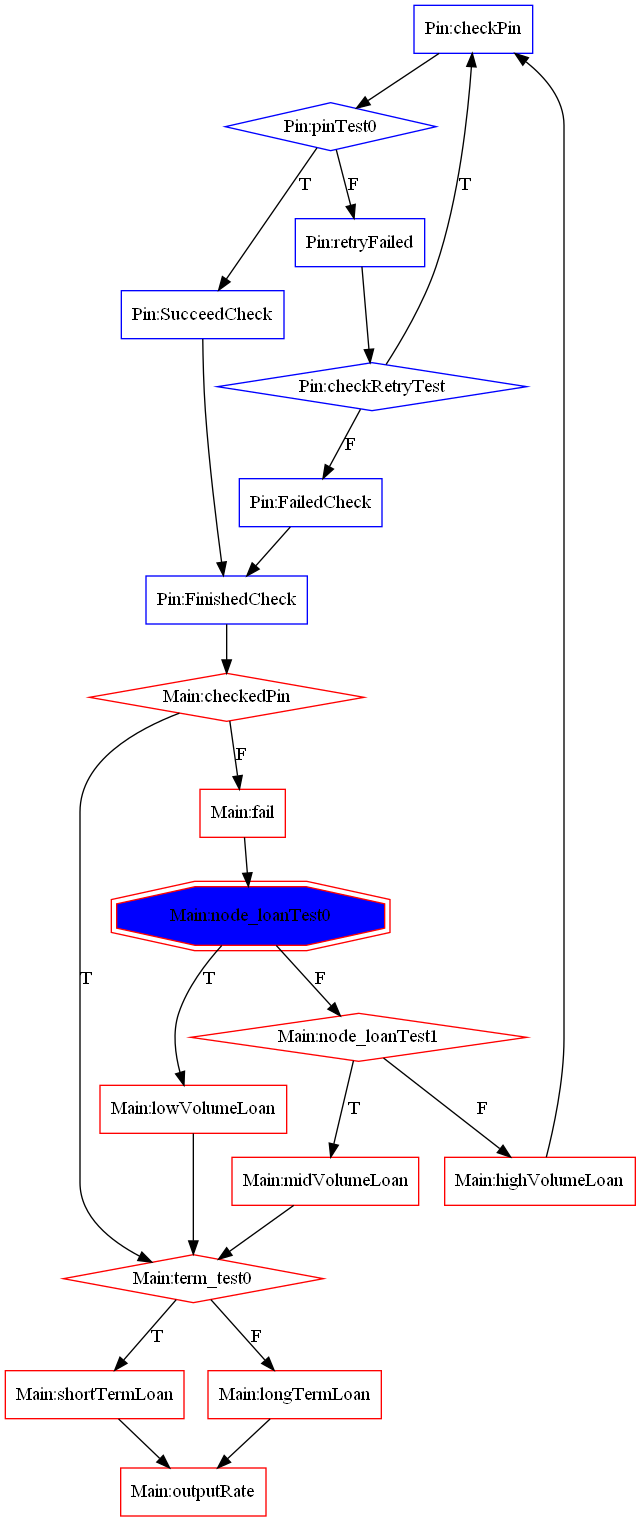 Pin:checkPin
Pin:pinTest0
T
F
Pin:retryFailed
T
Pin:SucceedCheck
Pin:checkRetryTest
F
Pin:FailedCheck
Pin:FinishedCheck
Main:checkedPin
F
Main:fail
Main:node_loanTest0
T
T
F
Main:node_loanTest1
Main:lowVolumeLoan
T
F
Main:midVolumeLoan
Main:highVolumeLoan
Main:term_test0
T
F
Main:shortTermLoan
Main:longTermLoan
Main:outputRate